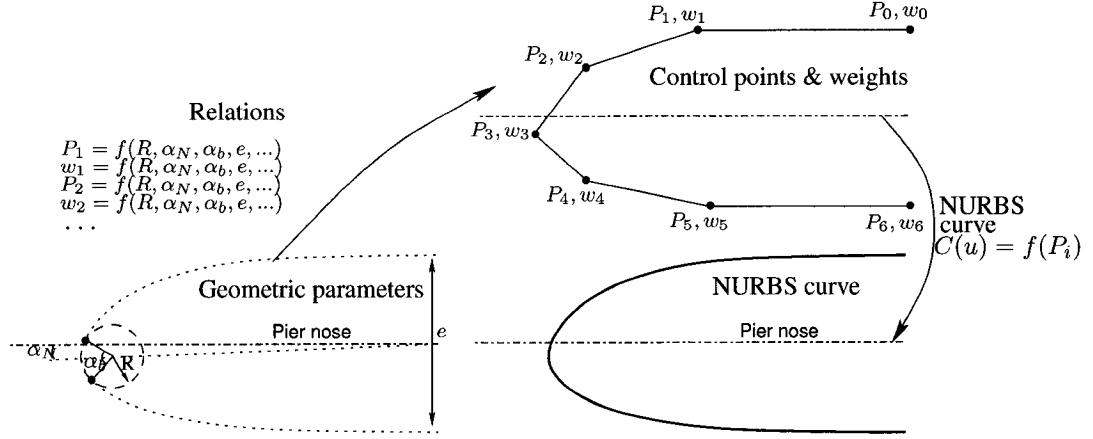 P₁, w₁
P₀, w₀
P₂, w₂
Control points & weights
Relations
P₃, w₃
P₁ = f(R, α_N, α_b, e, ...)
w₁ = f(R, α_N, α_b, e, ...)
P₂ = f(R, α_N, α_b, e, ...)
w₂ = f(R, α_N, α_b, e, ...)
...
P₄, w₄
P₅, w₅
P₆, w₆
NURBS
curve
C(u) = f(P_i)
Geometric parameters
NURBS curve
Pier nose
e
Pier nose
α_N
R